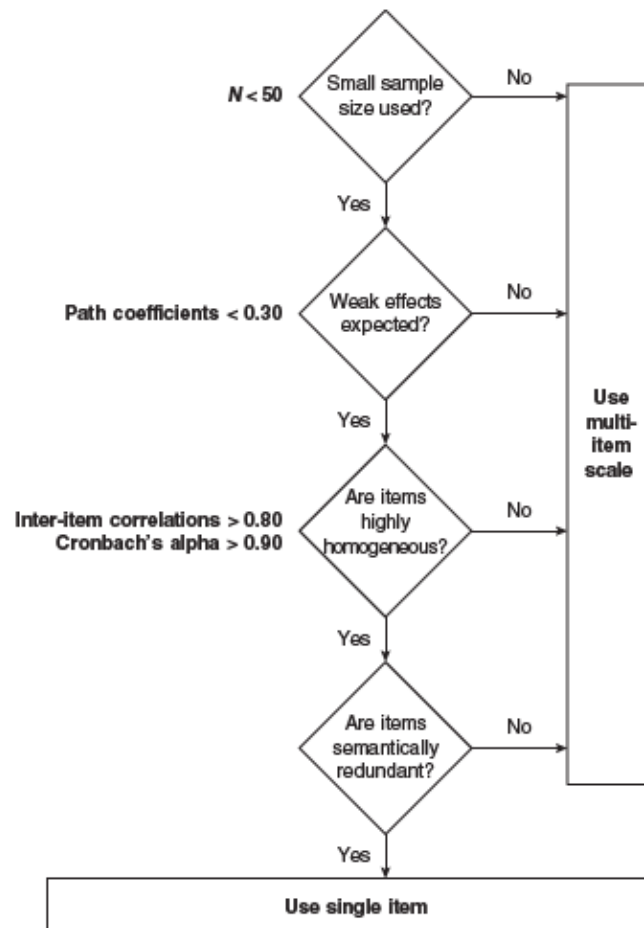 N < 50
Small sample
size used?
No
Yes
Path coefficients < 0.30
Weak effects
expected?
No
Yes
Use
multi-
item
scale
Inter-item correlations > 0.80
Cronbach's alpha > 0.90
Are items
highly
homogeneous?
No
Yes
Are items
semantically
redundant?
No
Yes
Use single item